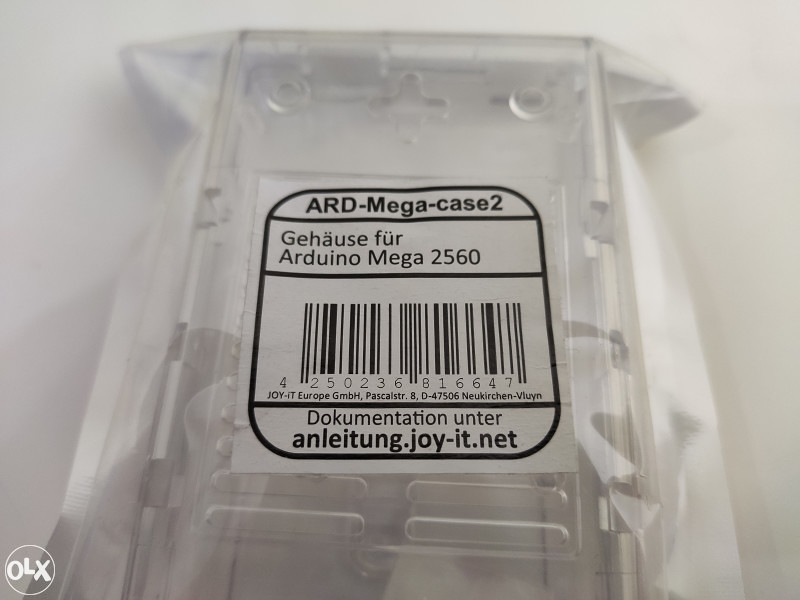 ARD-Mega-case2
Gehäuse für
Arduino Mega 2560
4 250236 816647
JOY-iT Europe GmbH, Pascalstr. 8, D-47506 Neukirchen-Vluyn
Dokumentation unter
anleitung.joy-it.net
OLX